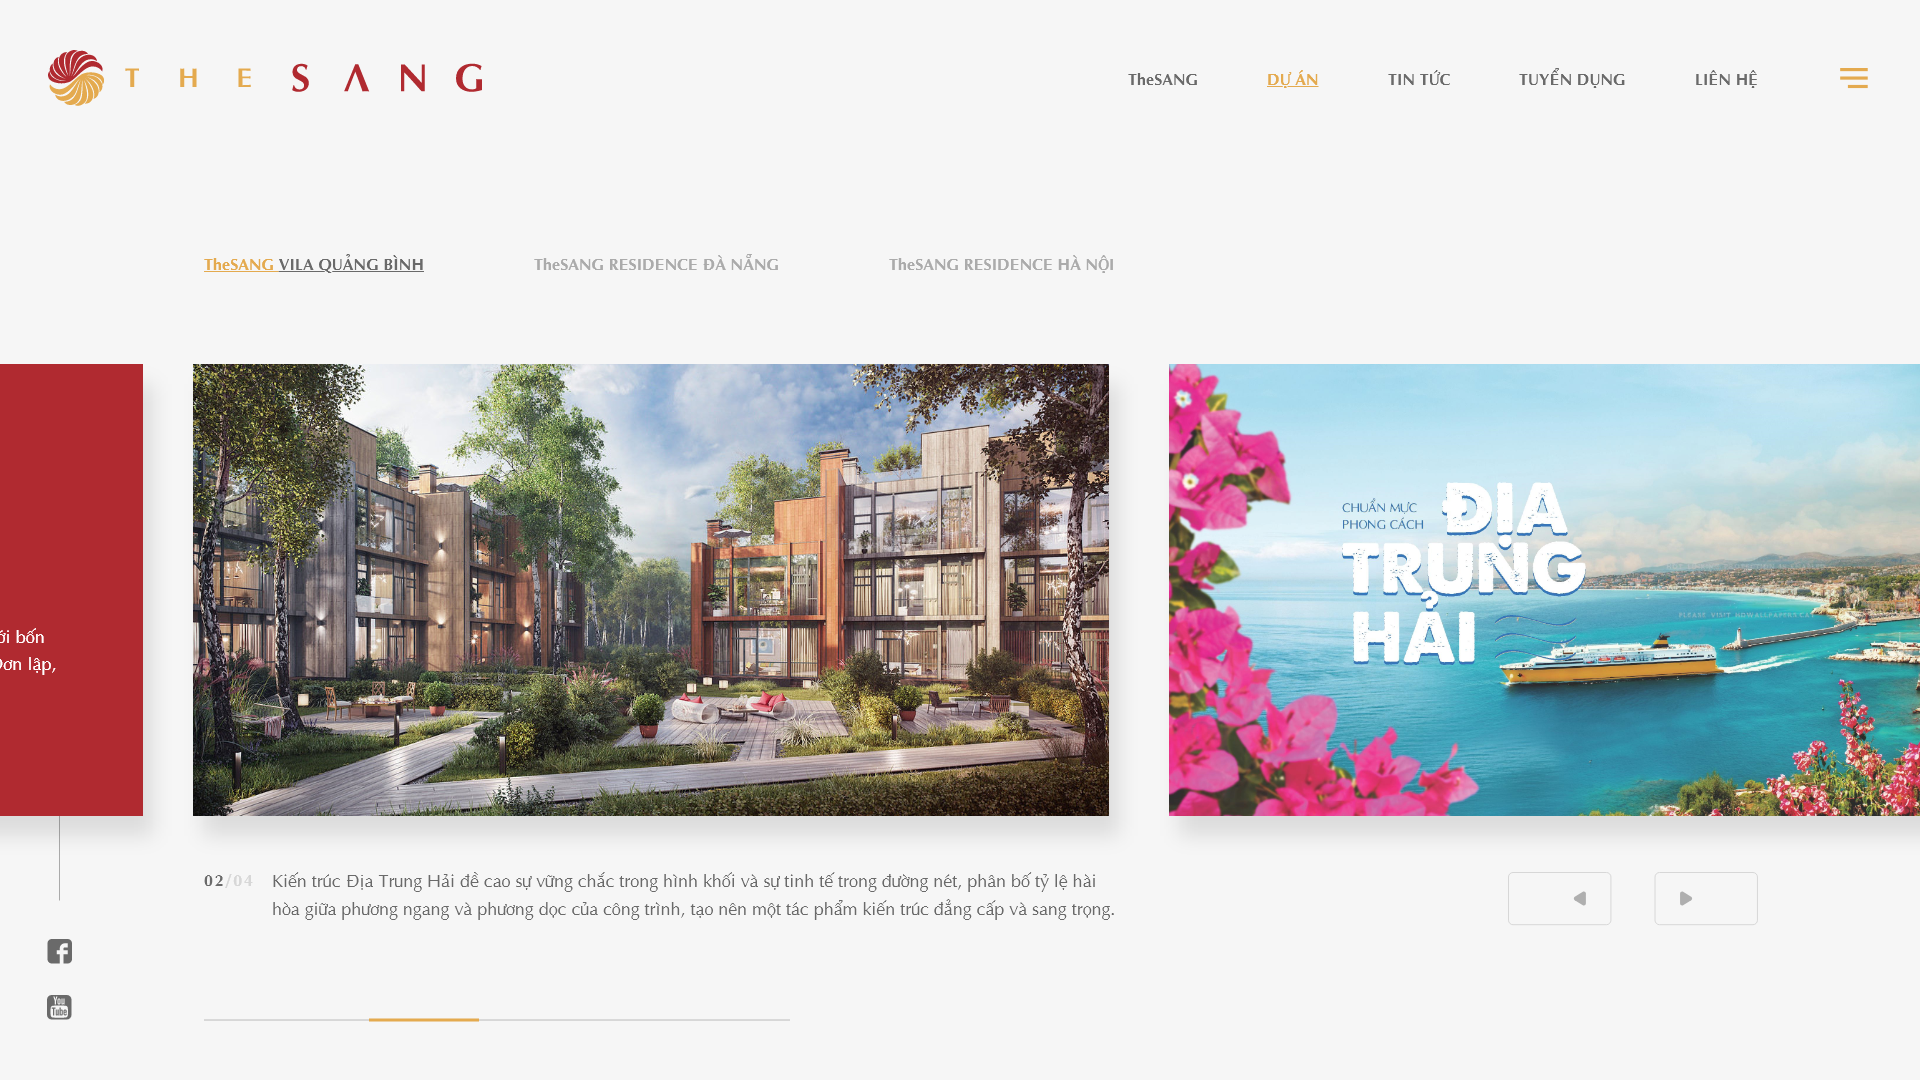 THE SANG
TheSANG
DỰ ÁN
TIN TỨC
TUYỂN DỤNG
LIÊN HỆ
TheSANG VILA QUẢNG BÌNH
TheSANG RESIDENCE ĐÀ NẴNG
TheSANG RESIDENCE HÀ NỘI
bốn
lập,
CHUẨN MỰC
PHONG CÁCH
ĐỊA
TRUNG
HẢI
02/04
Kiến trúc Địa Trung Hải đề cao sự vững chắc trong hình khối và sự tinh tế trong đường nét, phân bố tỷ lệ hài
hòa giữa phương ngang và phương dọc của công trình, tạo nên một tác phẩm kiến trúc đẳng cấp và sang trọng.
You
Tube